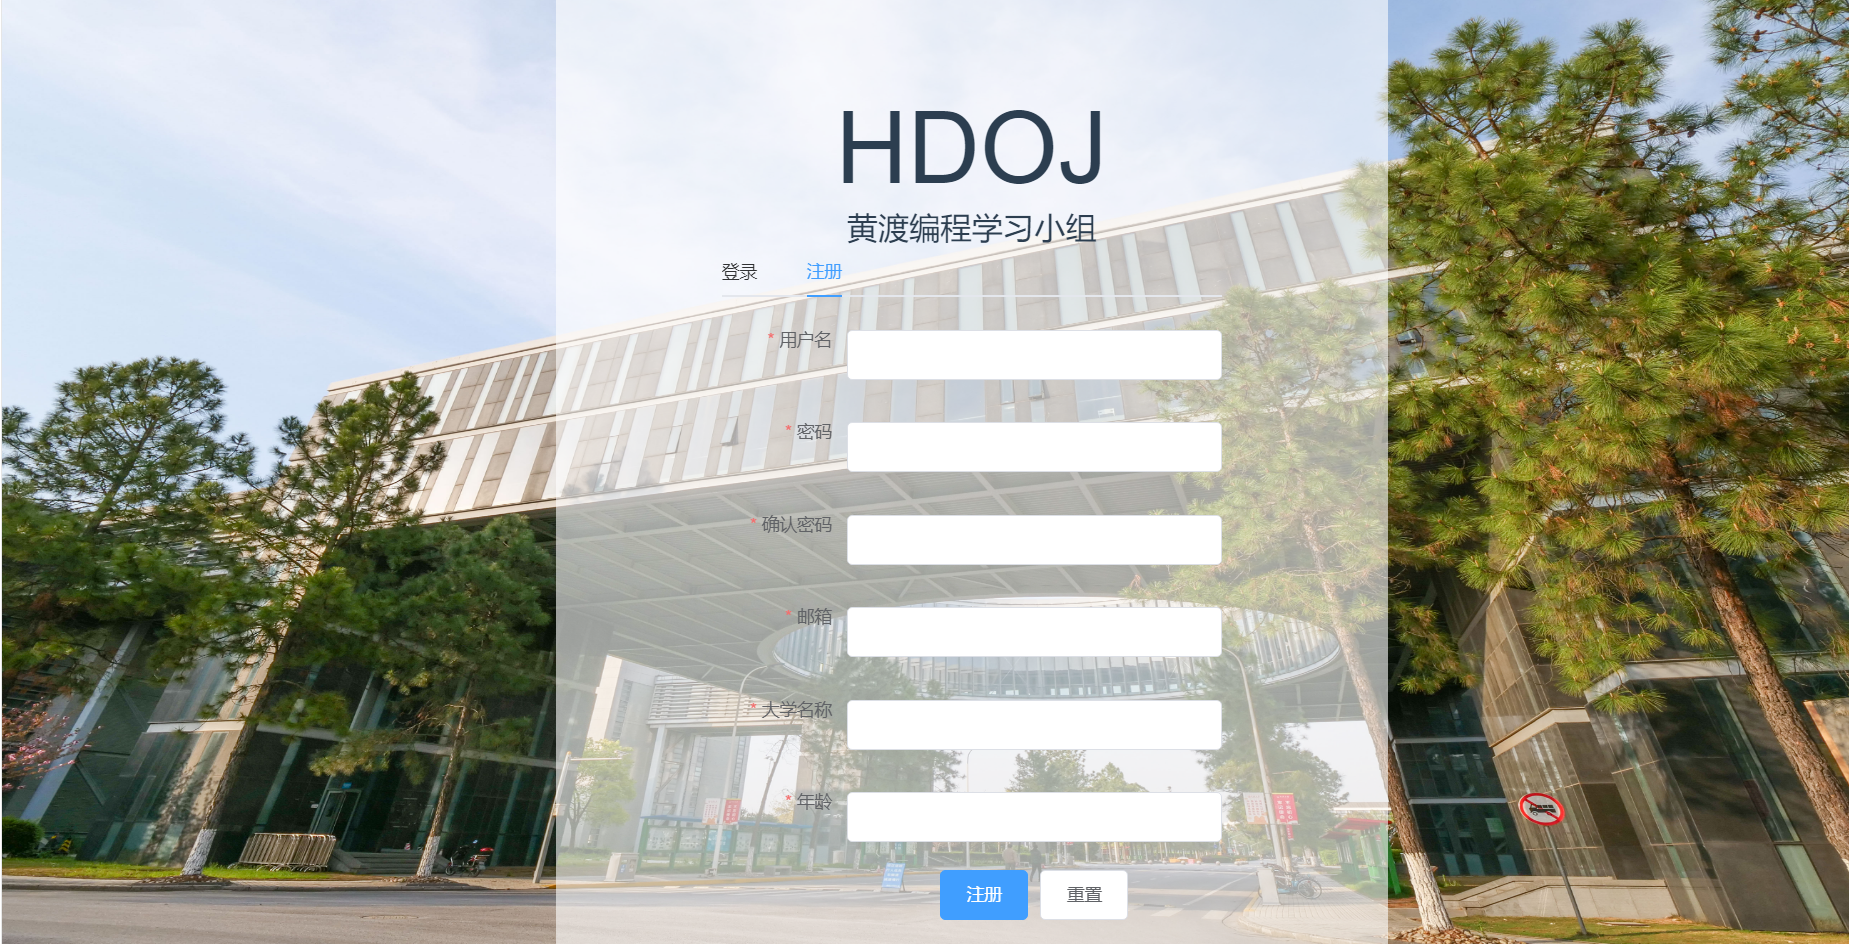 HDOJ
黄渡编程学习小组
登录 注册
* 用户名
* 密码
* 确认密码
* 邮箱
* 大学名称
* 年龄
注册 重置